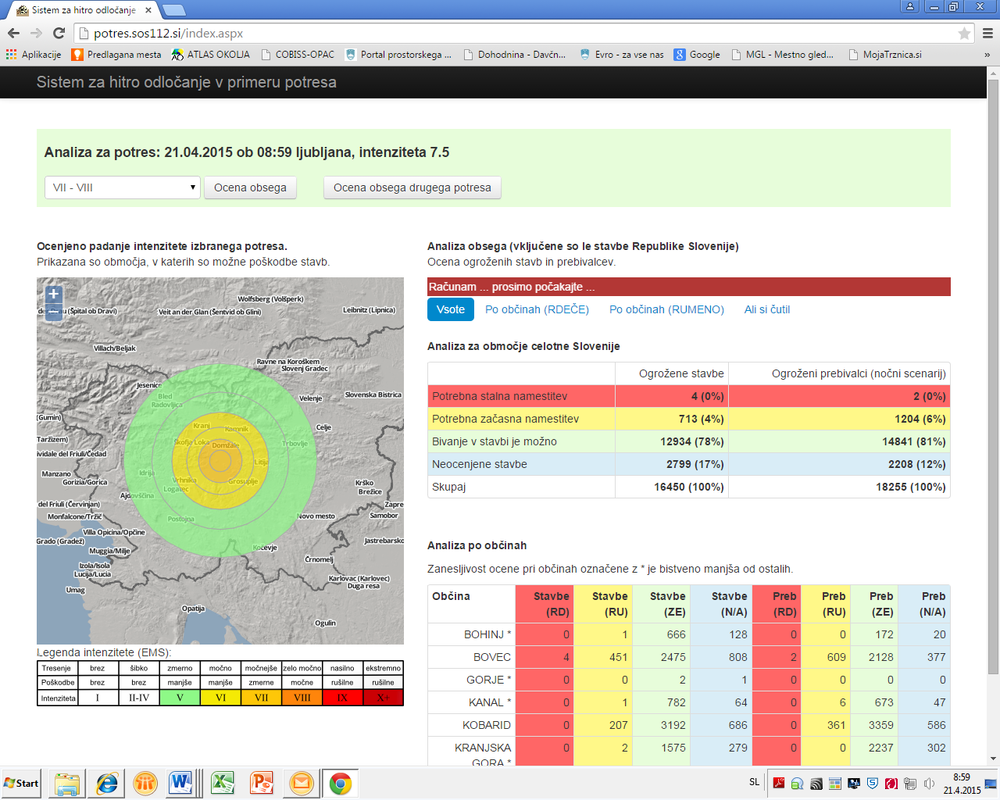 Sistem za hitro odločanje
potres.sos112.si/index.aspx
Aplikacije Predlagana mesta ATLAS OKOLJA COBISS-OPAC Portal prostorskega ... Dohodnina - Davčn... Evro - za vse nas Google MGL - Mestno gled... MojaTrznica.si »
Sistem za hitro odločanje v primeru potresa
Analiza za potres: 21.04.2015 ob 08:59 ljubljana, intenziteta 7.5
VII - VIII Ocena obsega Ocena obsega drugega potresa
Ocenjeno padanje intenzitete izbranega potresa.
Prikazana so območja, v katerih so možne poškodbe stavb.
+
Wolfsberg (Volšperk)
der Drau (Špital ob Dravi) Veit an der Glan (Šentvid ob Glini) Leibnitz (Lipnica)
Villach/Beljak
Ravne na Koroškem
Slovenj Gradec
Jesenice
Bled
Radovljica
Velenje
Slovenska Bistrica
(Gumin)
Kranj
Kamnik
Celje
Taržizem)
Škofja Loka
Domžale
Trbovlje
ividale del Friuli/Čedad
Idrija
Litija
Manzano
Gorizia/Gorica
Vrhnika
Logatec
Grosuplje
Krško
Brežice
Ajdovščina
del Friuli (Červinjan)
Zapre
Monfalcone/Tržič
Postojna
Novo mesto
Samobor
Villa Opicina/Opčine
Grado (Gradež)
Jastrebarsko
Muggia/Milje
Kočevje
Izola/Isola
Lucija/Lucia
Črnomelj
Umag
Karlovac (Karlovec)
Duga resa
Opatija
Ogulin
Legenda intenzitete (EMS):
Tresenje brez šibko zmerno močno močnejše zelo močno nasilno ekstremno
Poškodbe brez brez manjše manjše zmerne močne rušilne rušilne
Intenziteta I II-IV V VI VII VIII IX X+
Analiza obsega (vključene so le stavbe Republike Slovenije)
Ocena ogroženih stavb in prebivalcev.
Računam ... prosimo počakajte ...
Vsote Po občinah (RDEČE) Po občinah (RUMENO) Ali si čutil
Analiza za območje celotne Slovenije
Ogrožene stavbe Ogroženi prebivalci (nočni scenarij)
Potrebna stalna namestitev 4 (0%) 2 (0%)
Potrebna začasna namestitev 713 (4%) 1204 (6%)
Bivanje v stavbi je možno 12934 (78%) 14841 (81%)
Neocenjene stavbe 2799 (17%) 2208 (12%)
Skupaj 16450 (100%) 18255 (100%)
Analiza po občinah
Zanesljivost ocene pri občinah označene z * je bistveno manjša od ostalih.
Občina Stavbe Stavbe Stavbe Stavbe Preb Preb Preb Preb
(RD) (RU) (ZE) (N/A) (RD) (RU) (ZE) (N/A)
BOHINJ * 0 1 666 128 0 0 172 20
BOVEC 4 451 2475 808 2 609 2128 377
GORJE * 0 0 2 1 0 0 0 0
KANAL * 0 1 782 64 0 6 673 47
KOBARID 0 207 3192 686 0 361 3359 586
KRANJSKA 0 2 1575 279 0 0 2237 302
GORA *
Start SL 8:59
21.4.2015